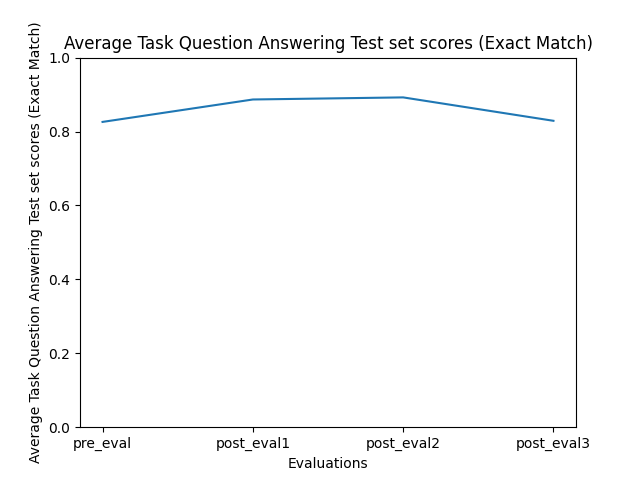 Average Task Question Answering Test set scores (Exact Match)
Average Task Question Answering Test set scores (Exact Match)
1.0
0.8
0.6
0.4
0.2
0.0
pre_eval post_eval1 post_eval2 post_eval3
Evaluations